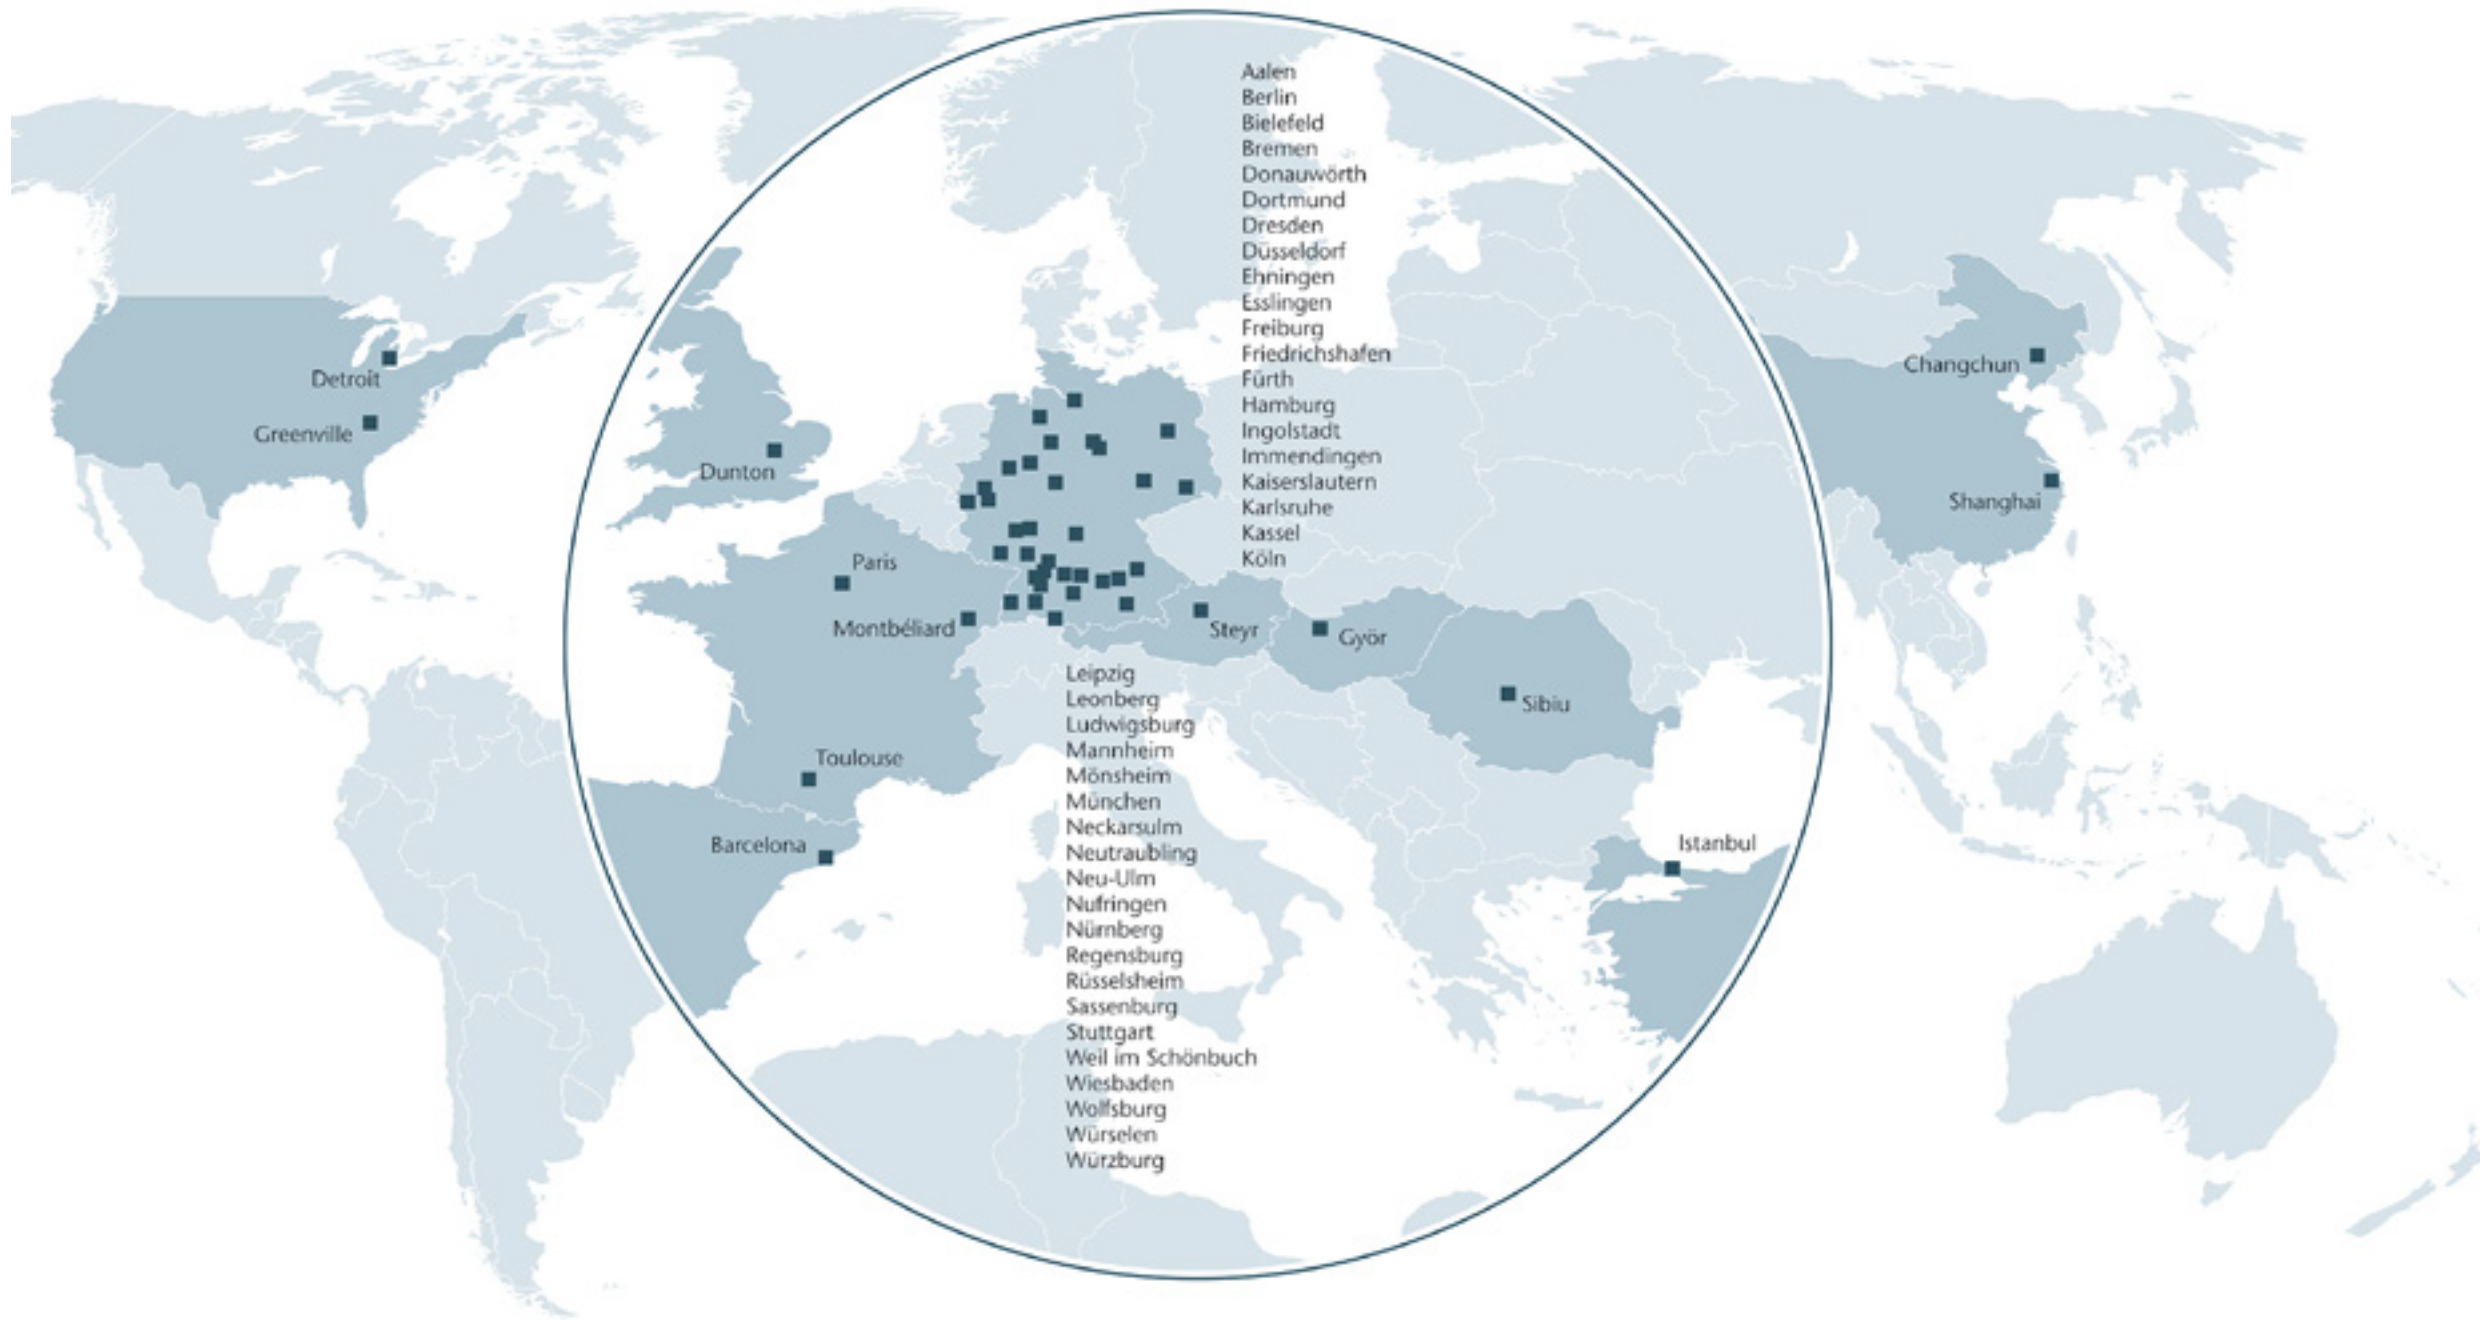 Aalen
Berlin
Bielefeld
Bremen
Donauwörth
Dortmund
Dresden
Düsseldorf
Ehningen
Esslingen
Freiburg
Friedrichshafen
Fürth
Hamburg
Ingolstadt
Immendingen
Kaiserslautern
Karlsruhe
Kassel
Köln
Detroit
Greenville
Dunton
Paris
Montbéliard
Toulouse
Barcelona
Steyr
Györ
Sibiu
Istanbul
Changchun
Shanghai
Leipzig
Leonberg
Ludwigsburg
Mannheim
Mönsheim
München
Neckarsulm
Neutraubling
Neu-Ulm
Nufringen
Nürnberg
Regensburg
Rüsselsheim
Sassenburg
Stuttgart
Weil im Schönbuch
Wiesbaden
Wolfsburg
Würselen
Würzburg